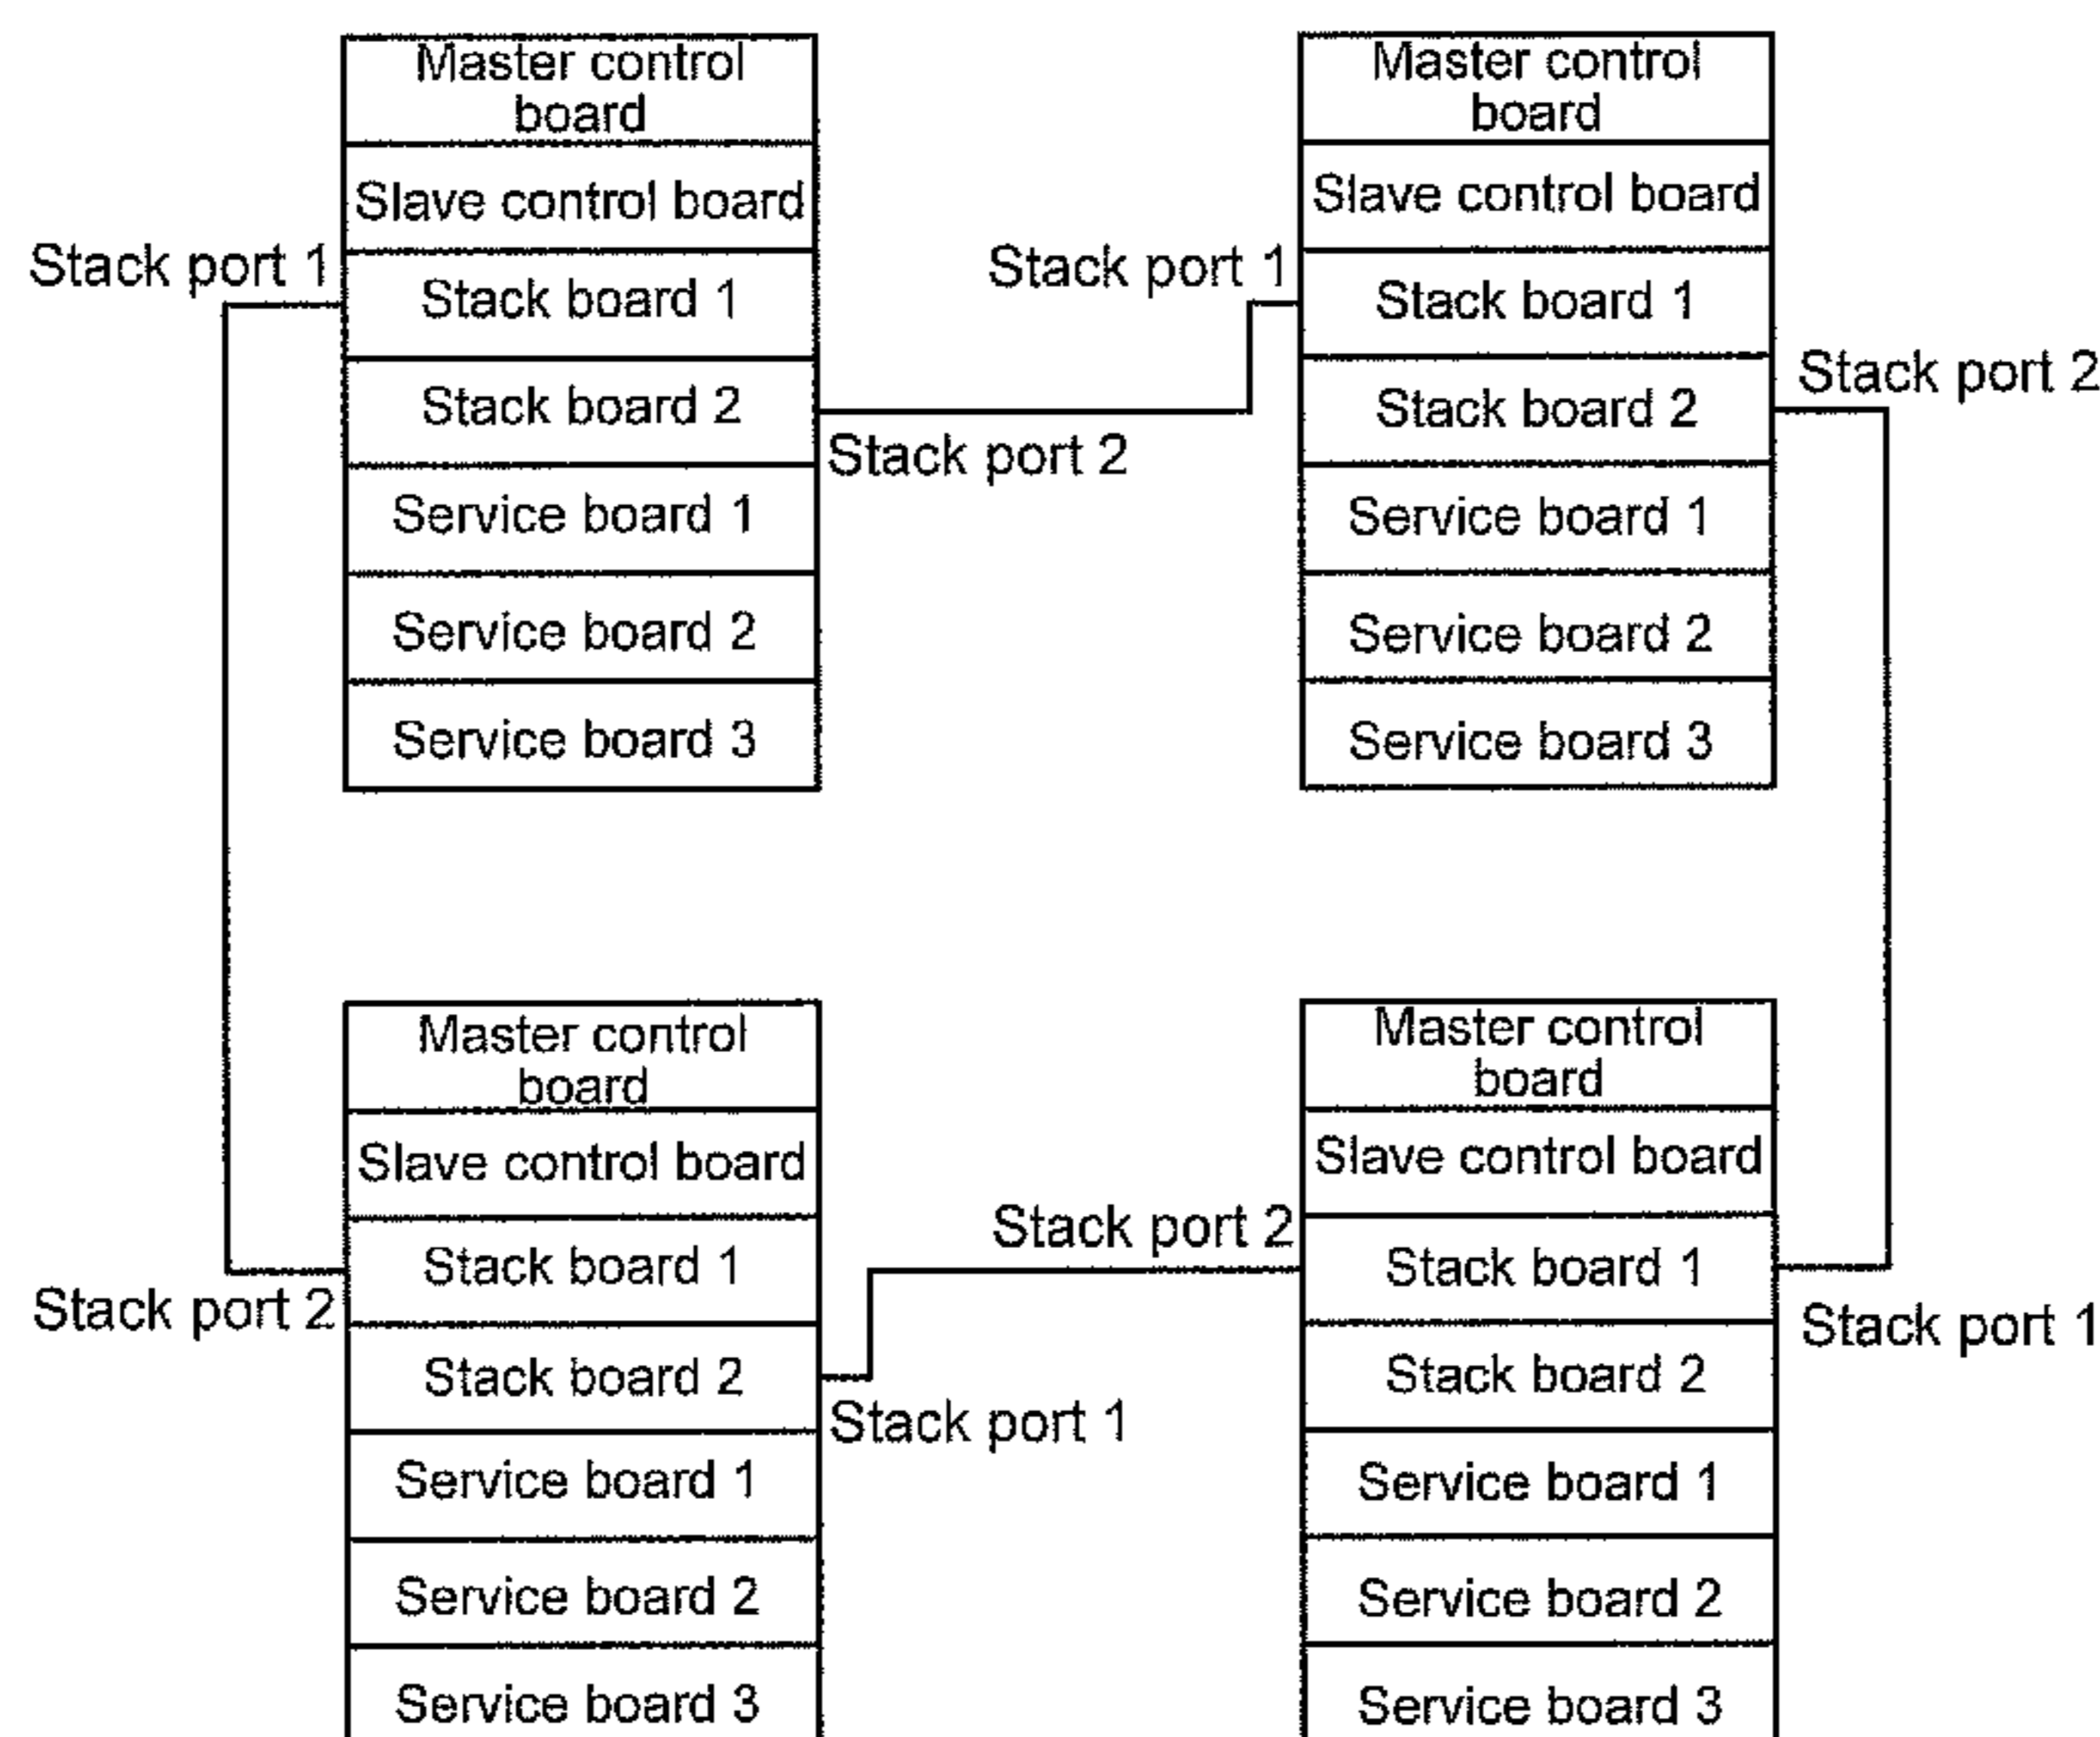 Master control
board
Slave control board
Stack port 1
Stack board 1
Stack board 2
Stack port 2
Service board 1
Service board 2
Service board 3
Master control
board
Slave control board
Stack port 1
Stack board 1
Stack port 2
Stack board 2
Service board 1
Service board 2
Service board 3
Master control
board
Slave control board
Stack board 1
Stack port 2
Stack board 2
Stack port 1
Service board 1
Service board 2
Service board 3
Master control
board
Slave control board
Stack port 2
Stack board 1
Stack port 1
Stack board 2
Service board 1
Service board 2
Service board 3